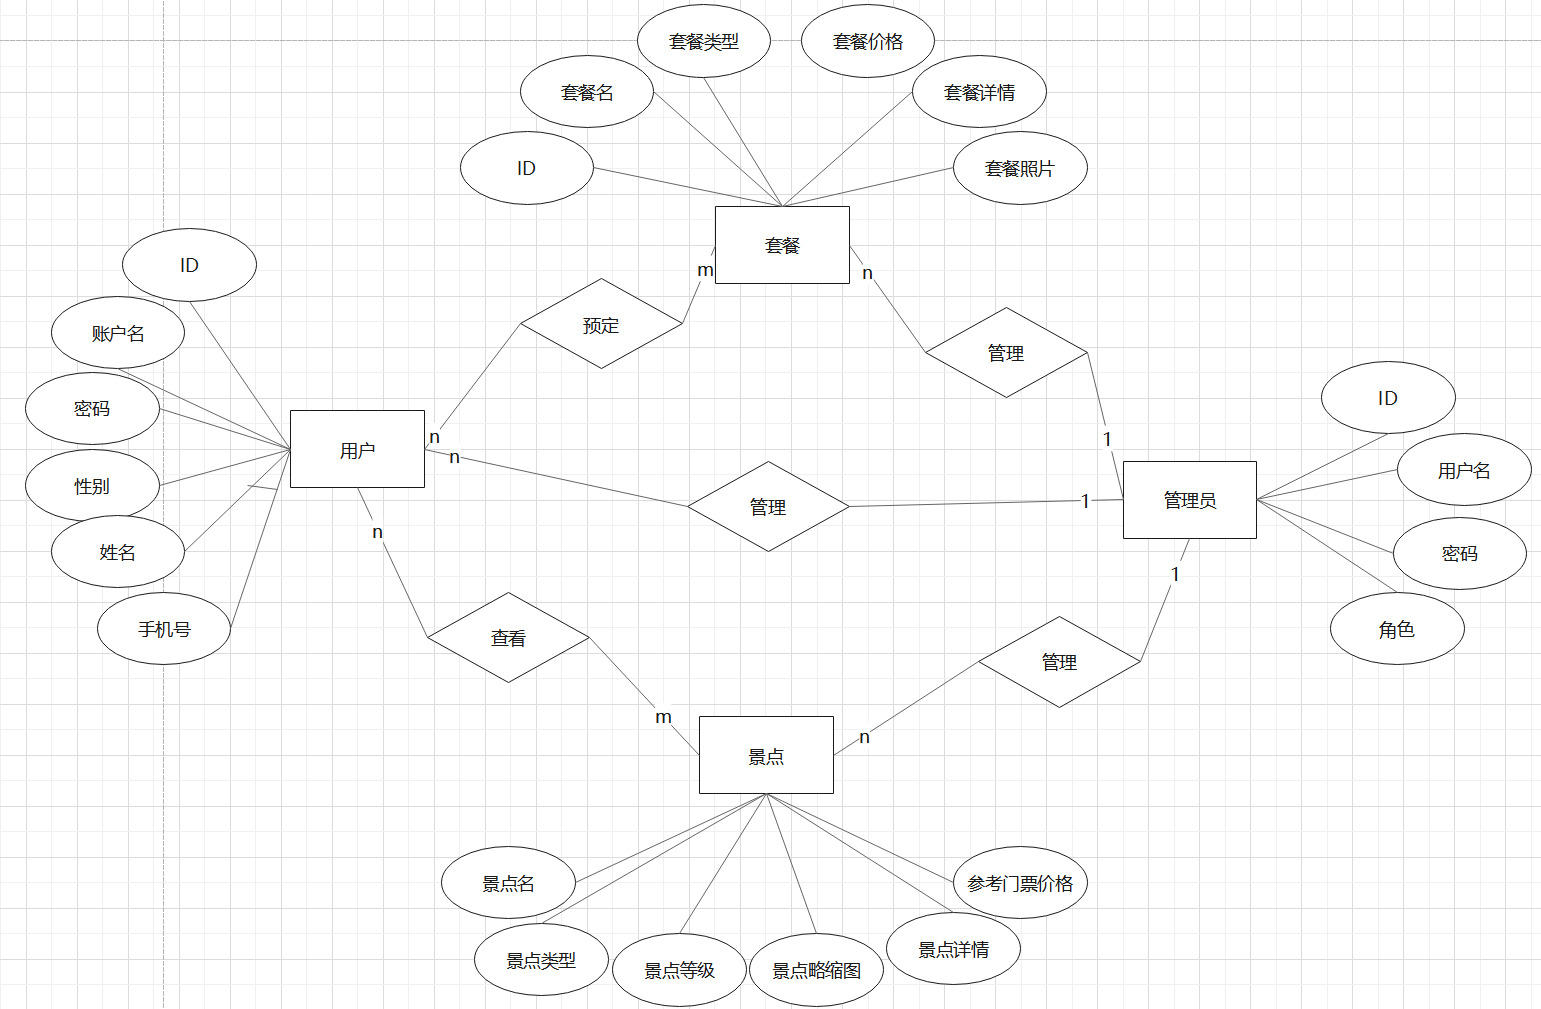 套餐类型
套餐价格
套餐名
套餐详情
ID
套餐照片
套餐
ID
m
n
预定
账户名
管理
ID
密码
n
1
用户
n
用户名
性别
管理
1
管理员
n
姓名
密码
1
手机号
查看
角色
管理
m
n
景点
景点名
参考门票价格
景点类型
景点详情
景点等级
景点略缩图